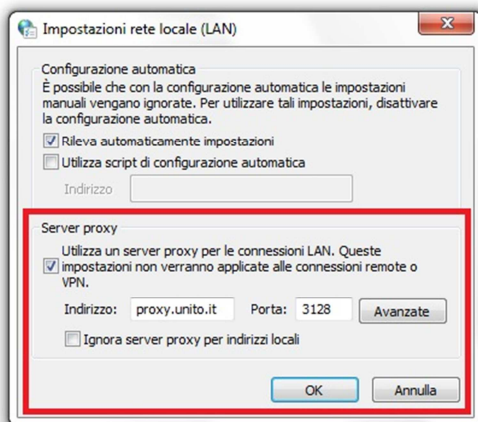 Impostazioni rete locale (LAN)
Configurazione automatica
È possibile che con la configurazione automatica le impostazioni
manuali vengano ignorate. Per utilizzare tali impostazioni, disattivare
la configurazione automatica.
Rileva automaticamente impostazioni
Utilizza script di configurazione automatica
Indirizzo
Server proxy
Utilizza un server proxy per le connessioni LAN. Queste
impostazioni non verranno applicate alle connessioni remote o
VPN.
Indirizzo: proxy.unito.it Porta: 3128 Avanzate
Ignora server proxy per indirizzi locali
OK Annulla